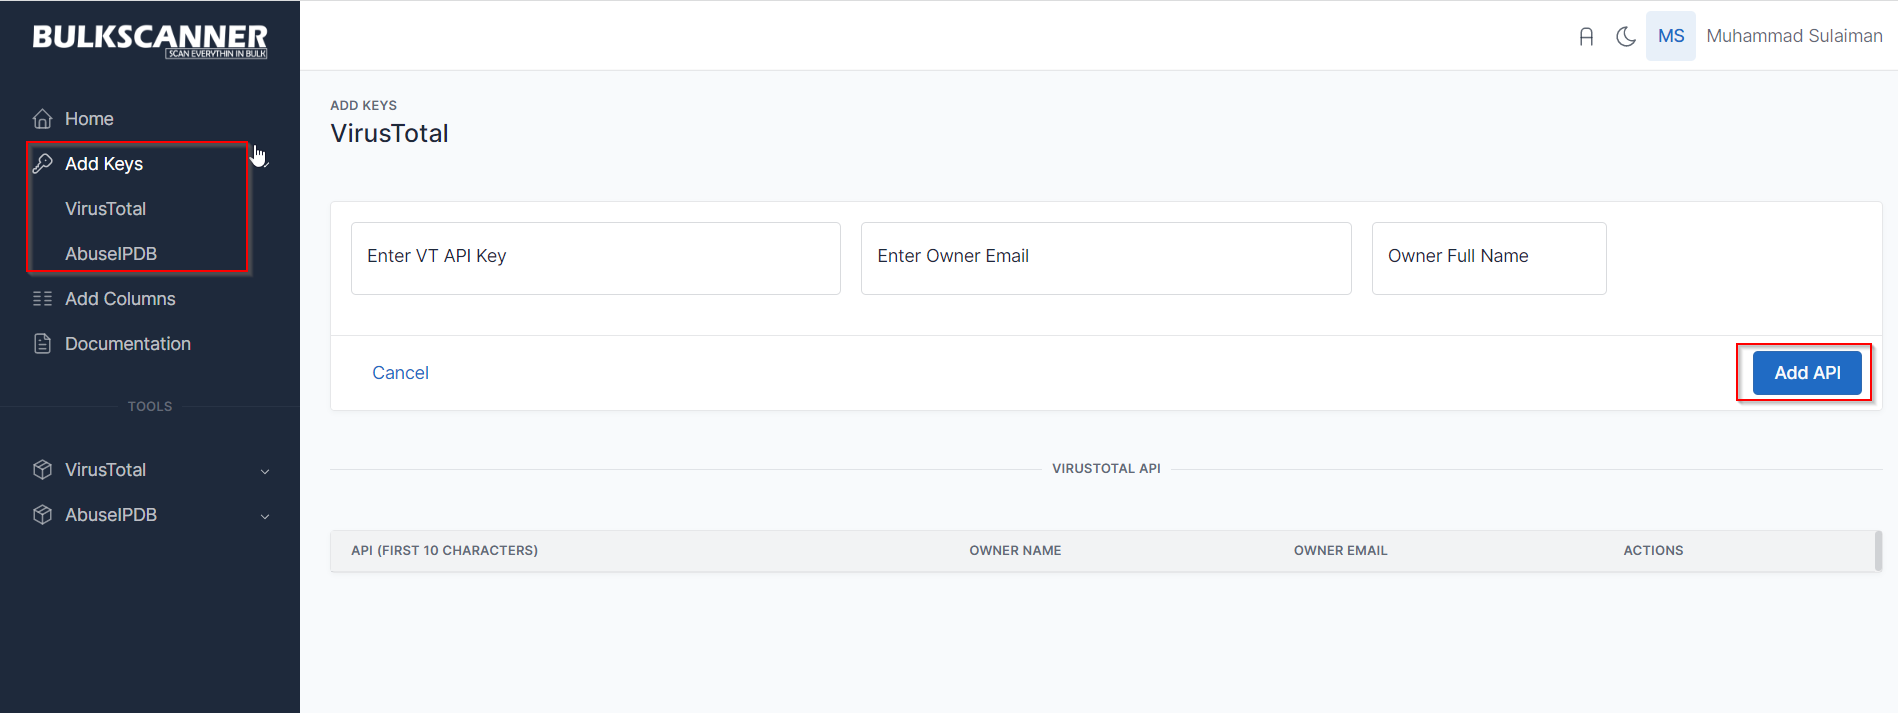 BULKSCANNER
SCAN EVERYTHIN IN BULK
Home
Add Keys
VirusTotal
AbuseIPDB
Add Columns
Documentation
TOOLS
VirusTotal
AbuseIPDB
MS Muhammad Sulaiman
ADD KEYS
VirusTotal
Enter VT API Key Enter Owner Email Owner Full Name
Cancel Add API
VIRUSTOTAL API
API (FIRST 10 CHARACTERS) OWNER NAME OWNER EMAIL ACTIONS